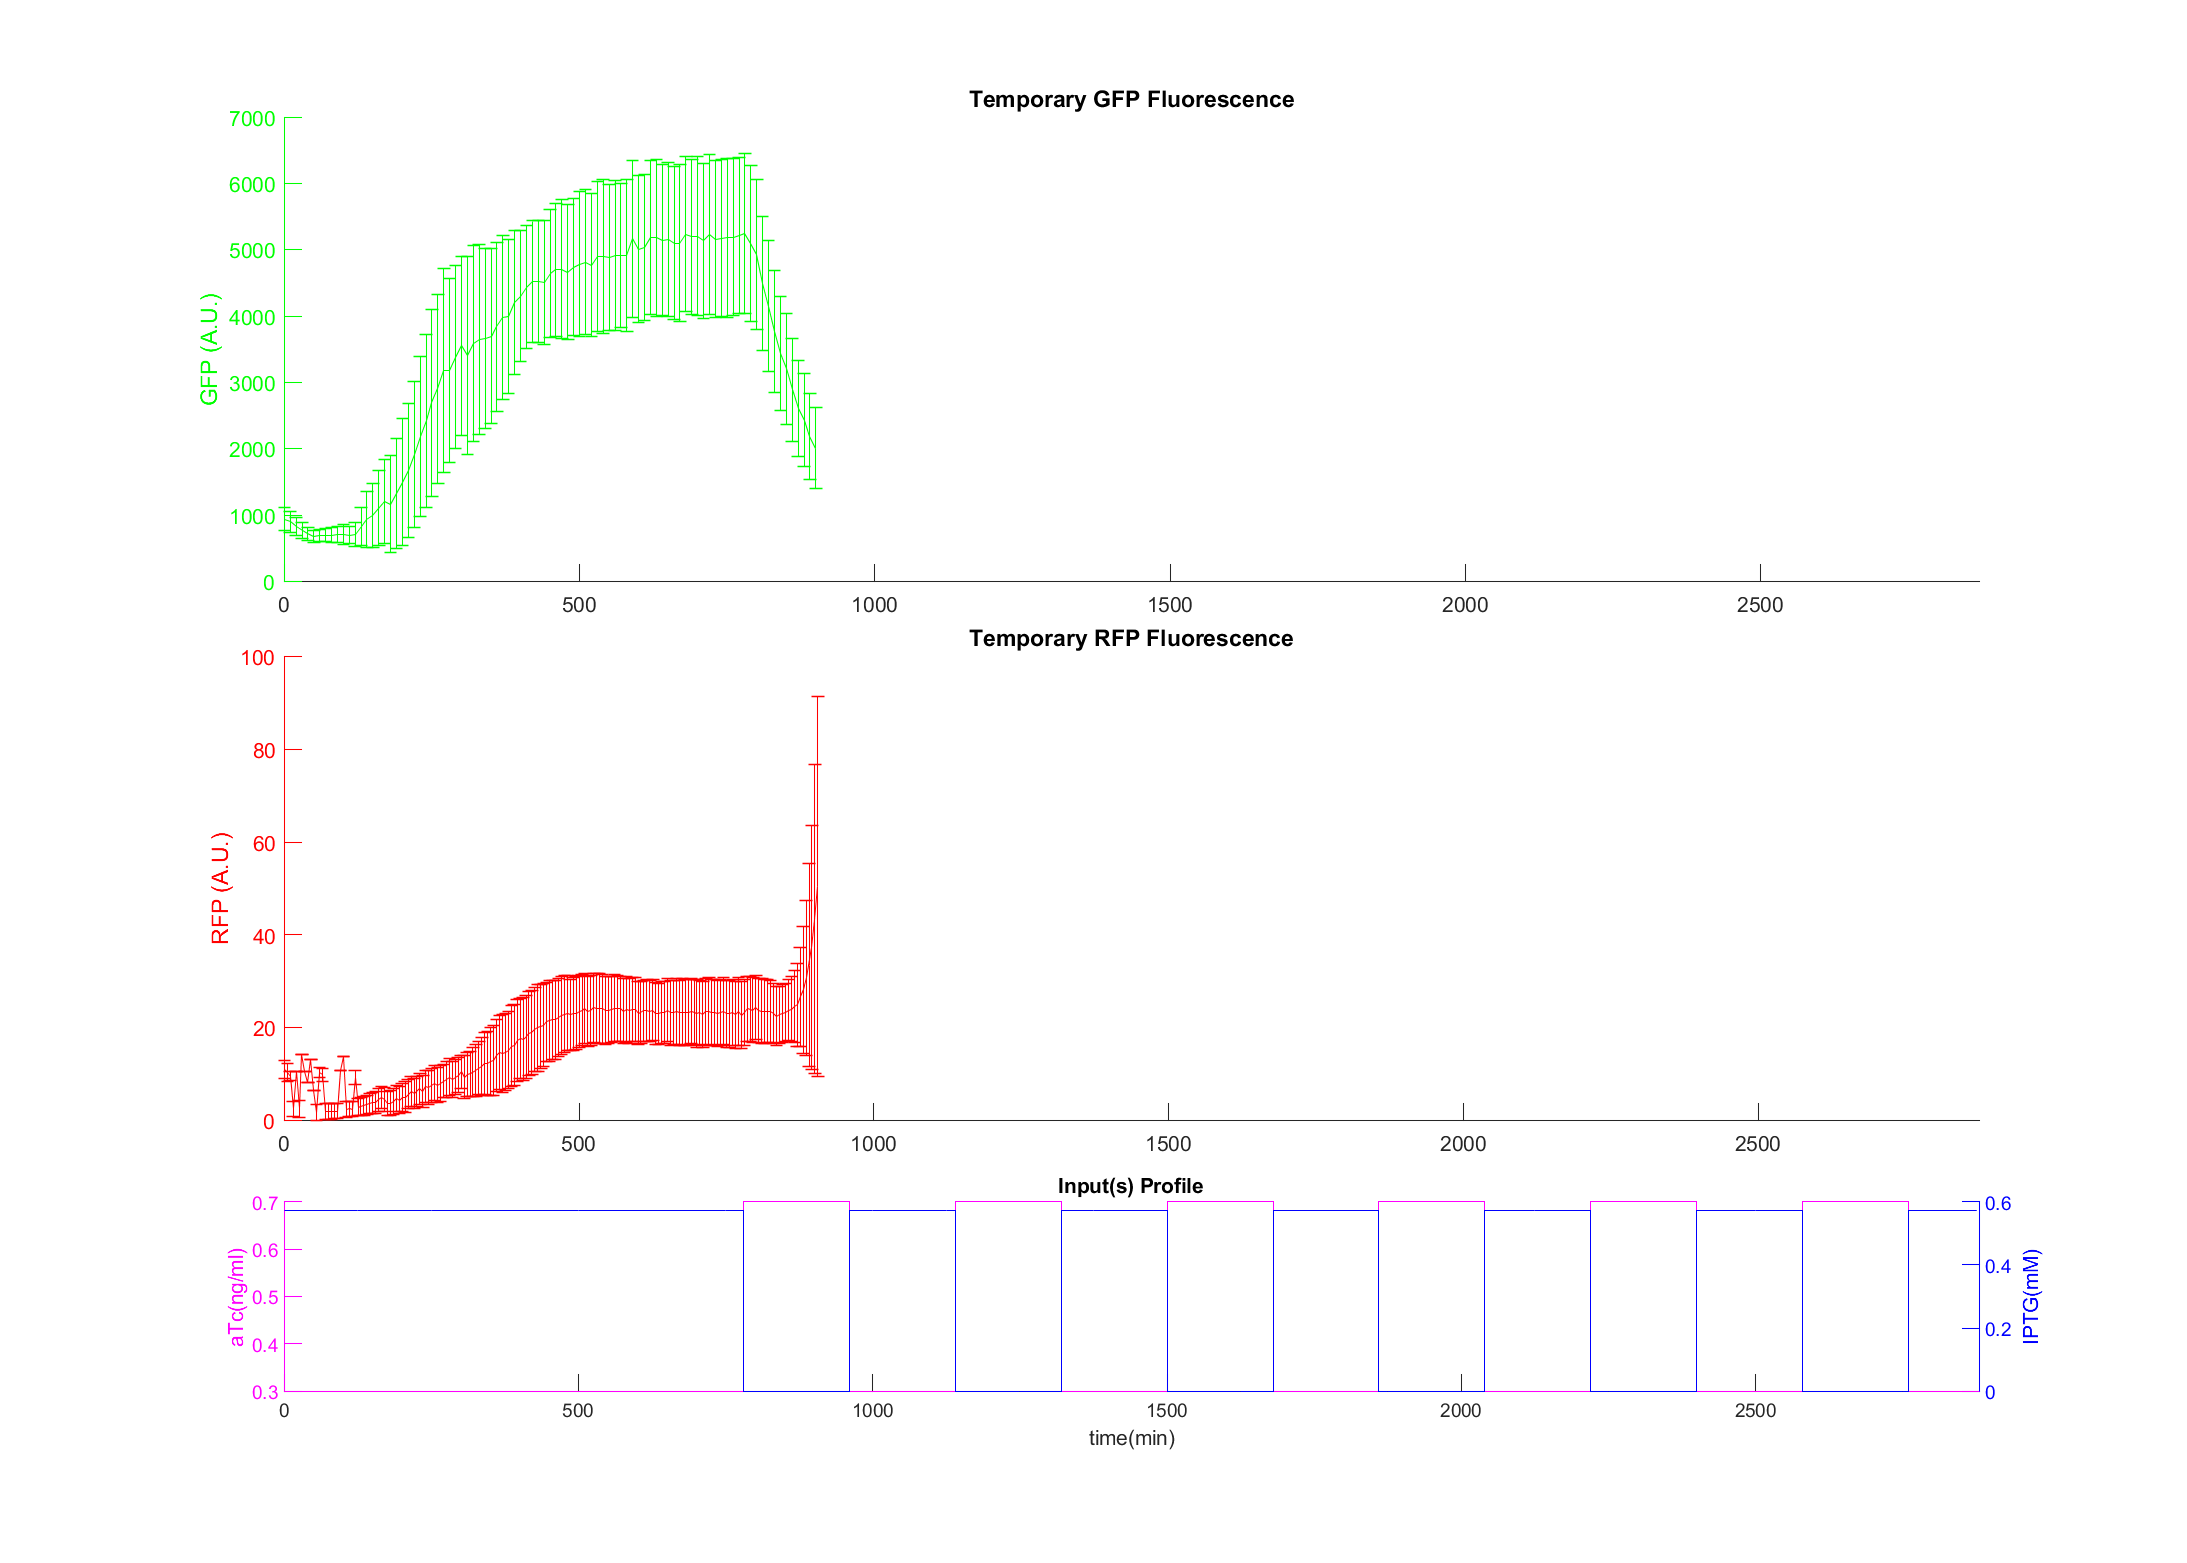 Temporary GFP Fluorescence
7000
6000
5000
4000
3000
2000
1000
0
GFP (A.U.)
0 500 1000 1500 2000 2500
Temporary RFP Fluorescence
100
80
60
40
20
0
RFP (A.U.)
0 500 1000 1500 2000 2500
Input(s) Profile
0.7
0.6
0.5
0.4
0.3
aTc(ng/ml)
0.6
0.4
0.2
0
IPTG(mM)
0 500 1000 1500 2000 2500
time(min)